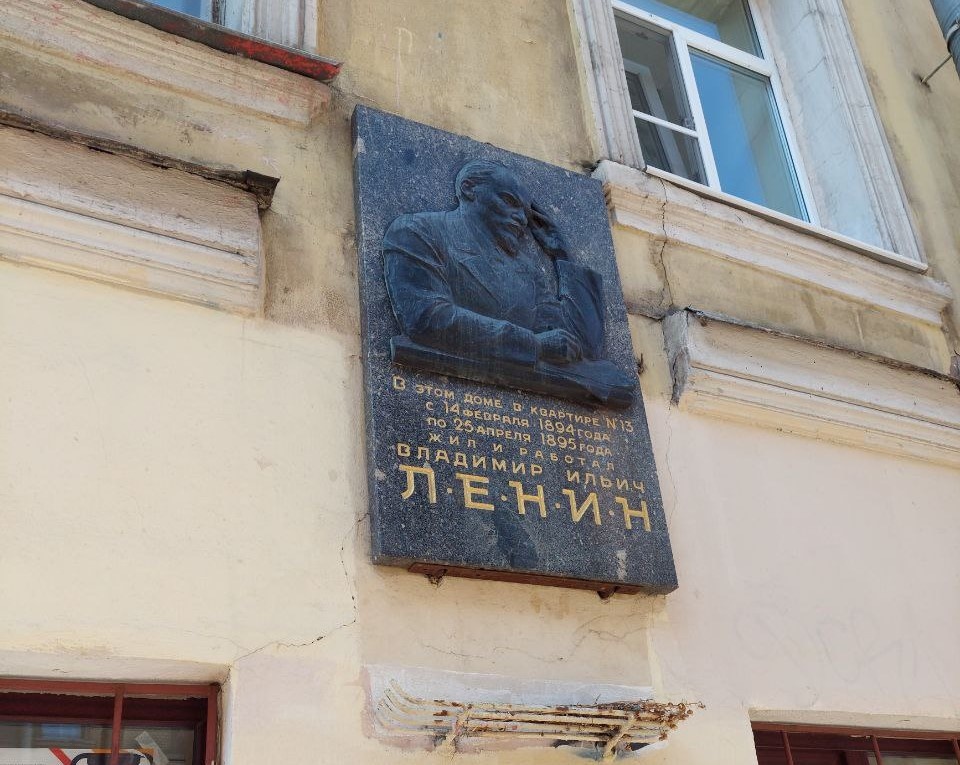 В ЭТОМ ДОМЕ В КВАРТИРЕ №13
С 14 ФЕВРАЛЯ 1894 ГОДА
ПО 25 АПРЕЛЯ 1895 ГОДА
ЖИЛ И РАБОТАЛ
ВЛАДИМИР ИЛЬИЧ
Л·Е·Н·И·Н